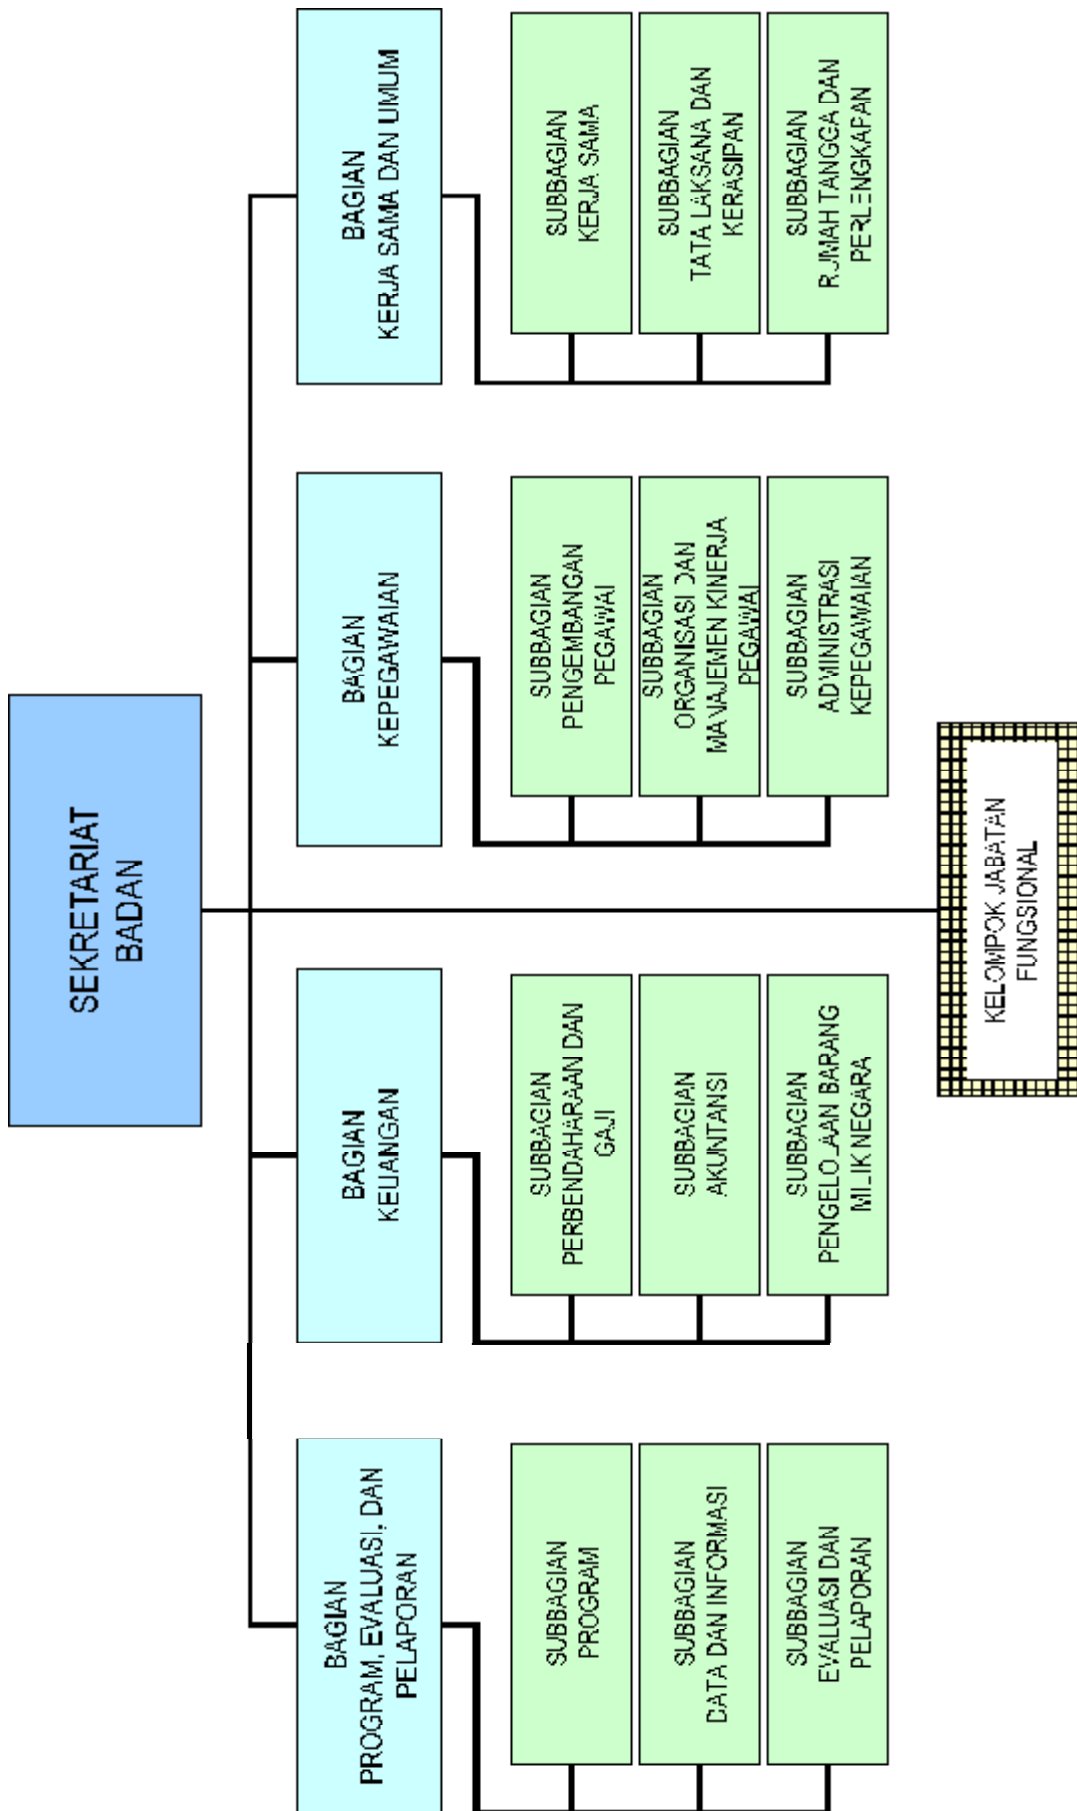 SEKRETARIAT
BADAN
BAGIAN
PROGRAM, EVALUASI, DAN
PELAPORAN
BAGIAN
KEUANGAN
BAGIAN
KEPEGAWAIAN
BAGIAN
KERJA SAMA DAN UMUM
SUBBAGIAN
PROGRAM
SUBBAGIAN
DATA DAN INFORMASI
SUBBAGIAN
EVALUASI DAN
PELAPORAN
SUBBAGIAN
PERBENDAHARAAN DAN
GAJI
SUBBAGIAN
AKUNTANSI
SUBBAGIAN
PENGELOLAAN BARANG
MILIK NEGARA
SUBBAGIAN
PENGEMBANGAN
PEGAWAI
SUBBAGIAN
ORGANISASI DAN
MANAJEMEN KINERJA
PEGAWAI
SUBBAGIAN
ADMINISTRASI
KEPEGAWAIAN
SUBBAGIAN
KERJA SAMA
SUBBAGIAN
TATA LAKSANA DAN
KERASIPAN
SUBBAGIAN
RUMAH TANGGA DAN
PERLENGKAPAN
KELOMPOK JABATAN
FUNGSIONAL